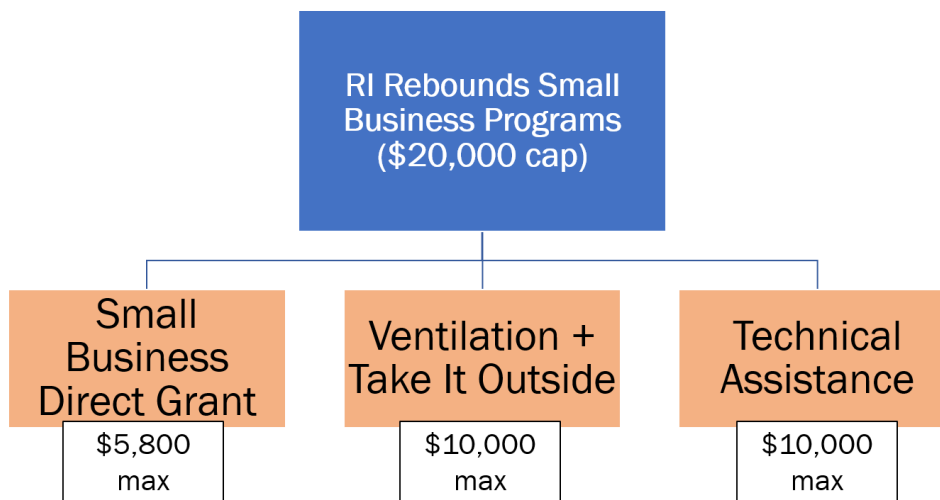 RI Rebounds Small
Business Programs
($20,000 cap)
Small
Business
Direct Grant
$5,800
max
Ventilation +
Take It Outside
$10,000
max
Technical
Assistance
$10,000
max